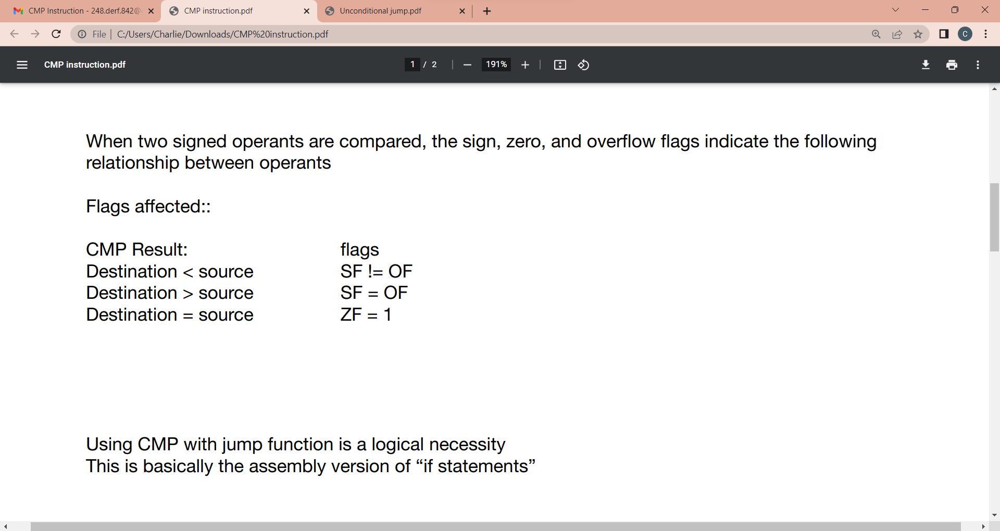 CMP Instruction - 248.derf.842@
CMP instruction.pdf
Unconditional jump.pdf
File
C:/Users/Charlie/Downloads/CMP%20instruction.pdf
C
CMP instruction.pdf
1 / 2
191%
When two signed operants are compared, the sign, zero, and overflow flags indicate the following
relationship between operants
Flags affected::
CMP Result: flags
Destination < source SF != OF
Destination > source SF = OF
Destination = source ZF = 1
Using CMP with jump function is a logical necessity
This is basically the assembly version of “if statements”